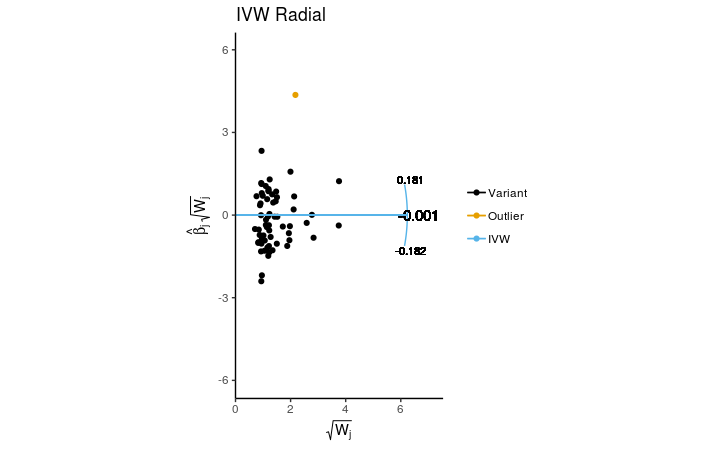 IVW Radial
6
3
0
-3
-6
β̂j√Wj
0.181
-0.001
-0.182
0
2
4
6
√Wj
Variant
Outlier
IVW